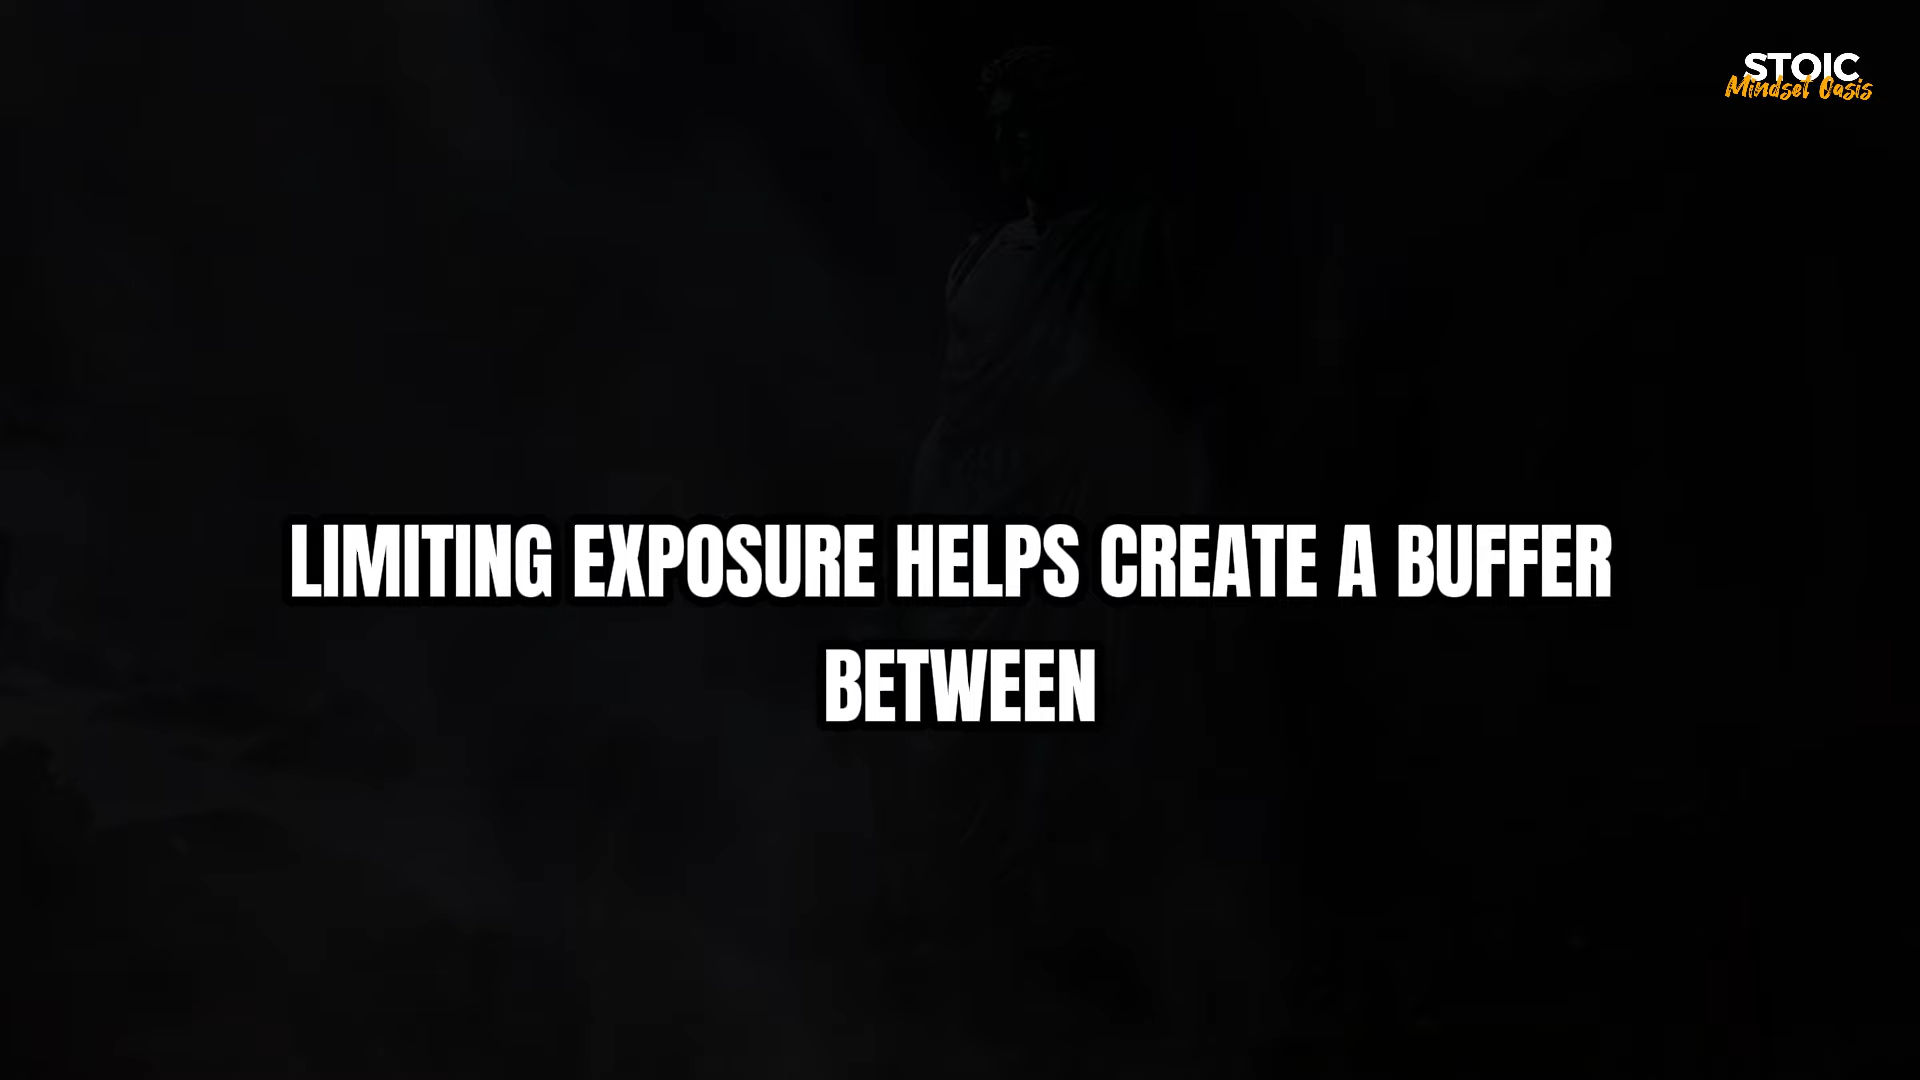 STOIC
Mindset Oasis
LIMITING EXPOSURE HELPS CREATE A BUFFER
BETWEEN